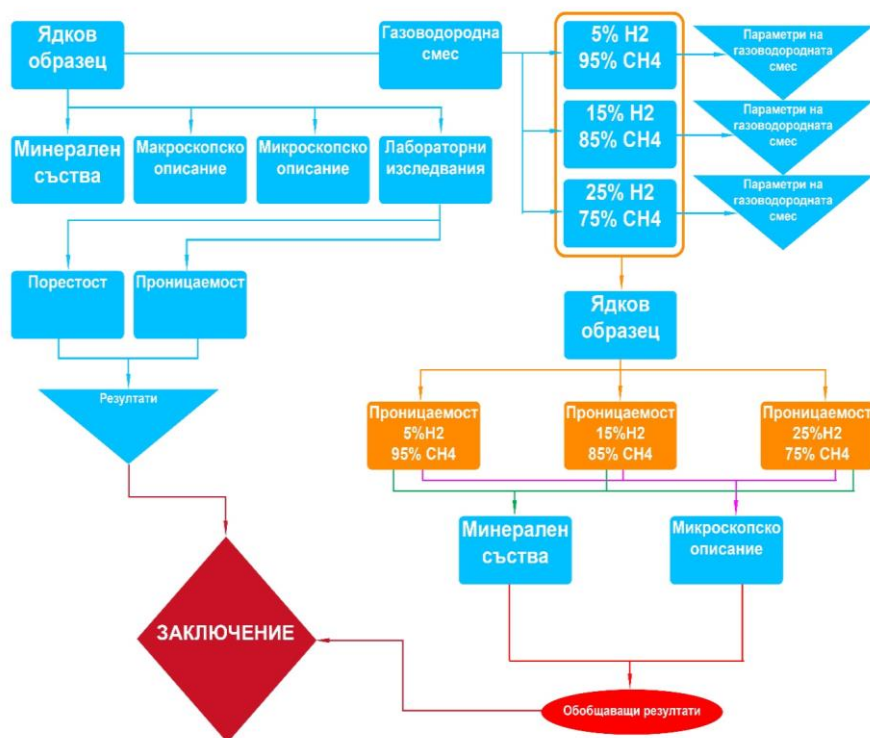 Ядков
образец
Газоводородна
смес
5% H2
95% CH4
Параметри на
газоводородната
смес
15% H2
85% CH4
Параметри на
газоводородната
смес
25% H2
75% CH4
Параметри на
газоводородната
смес
Минерален
съства
Макроскопско
описание
Микроскопско
описание
Лабораторни
изследвания
Порестост
Проницаемост
Ядков
образец
Резултати
Проницаемост
5%H2
95% CH4
Проницаемост
15%H2
85% CH4
Проницаемост
25%H2
75% CH4
Минерален
съства
Микроскопско
описание
ЗАКЛЮЧЕНИЕ
Обобщаващи резултати